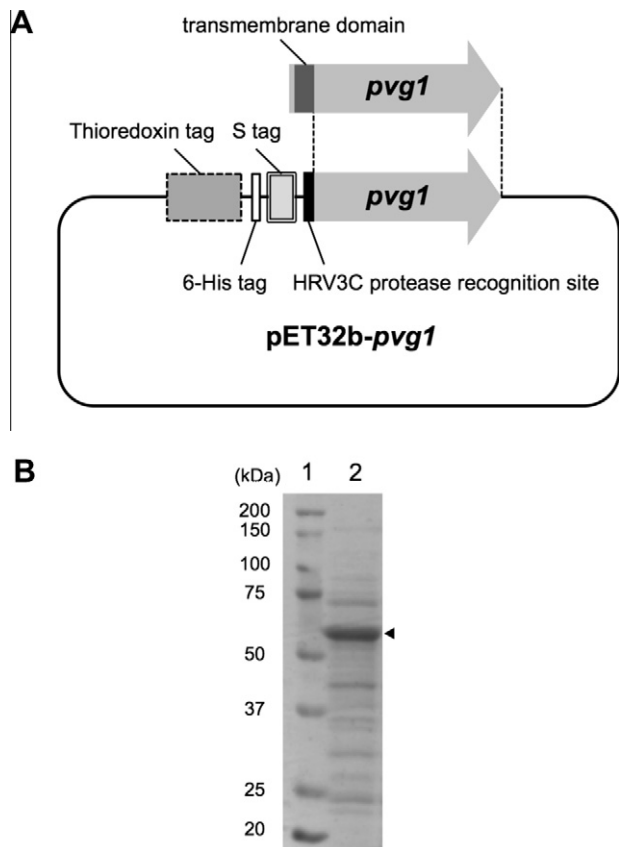 A
transmembrane domain
pvg1
Thioredoxin tag
S tag
pvg1
6-His tag
HRV3C protease recognition site
pET32b-pvg1
B
(kDa) 1 2
200
150
100
75
50
37
25
20